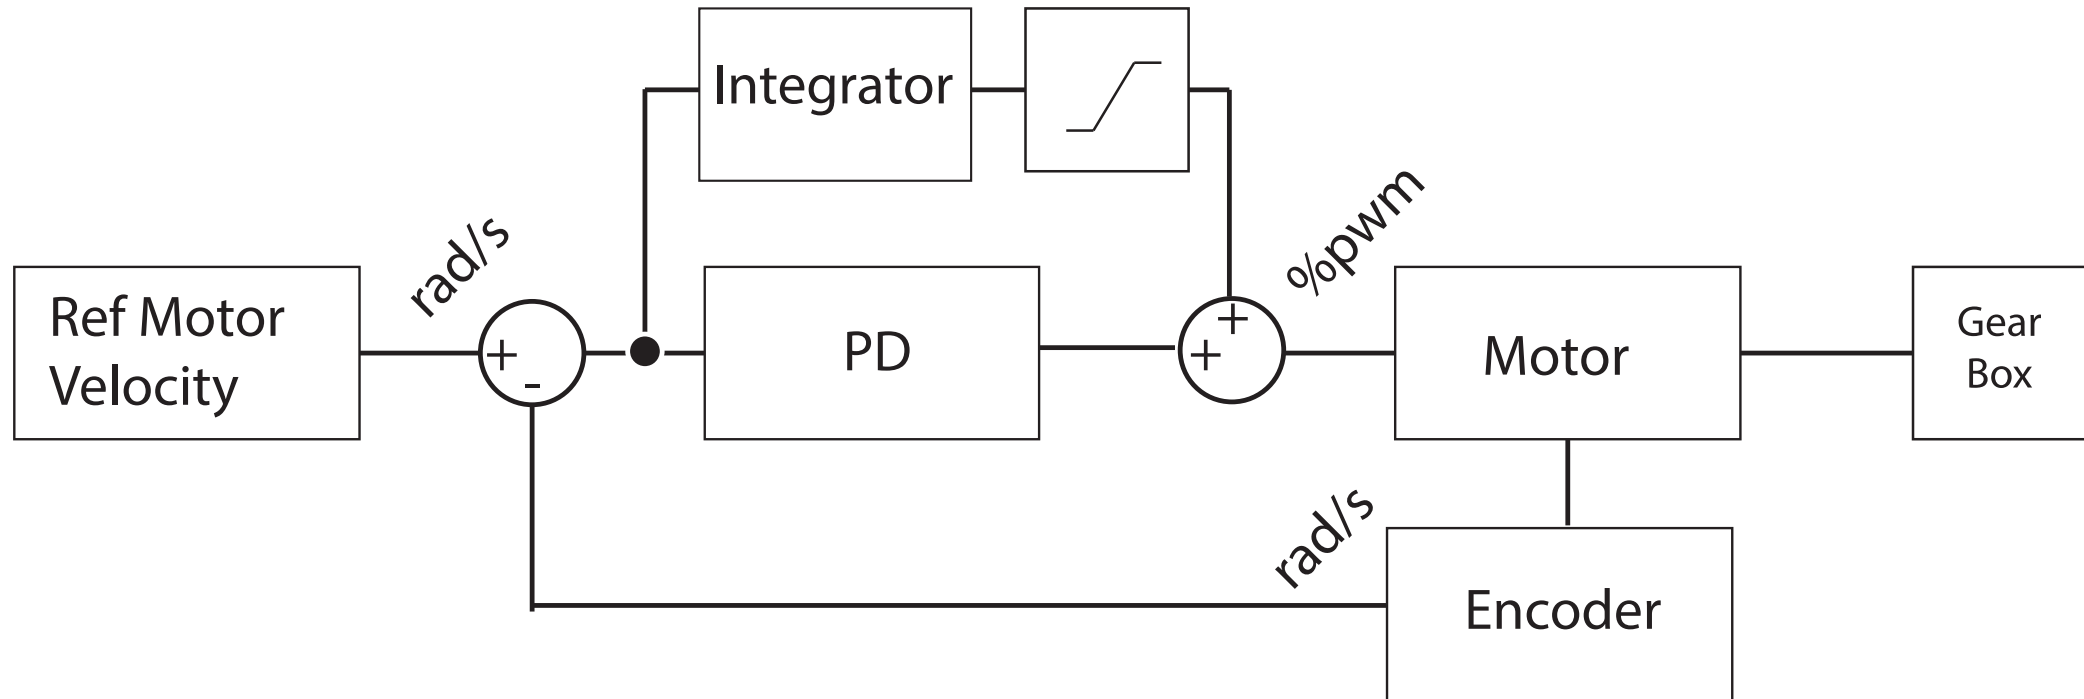 Integrator
rad/s
%pwm
Ref Motor
Velocity
+
-
PD
+
+
Motor
Gear
Box
rad/s
Encoder